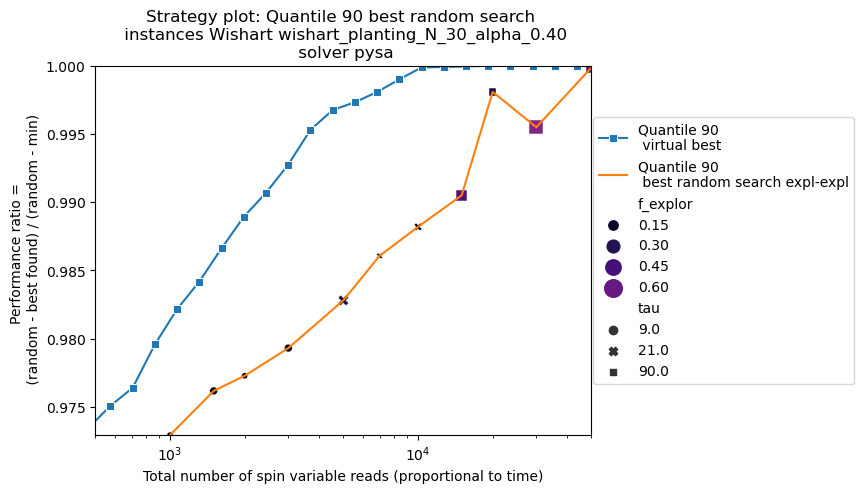 Strategy plot: Quantile 90 best random search
instances Wishart wishart_planting_N_30_alpha_0.40
solver pysa
1.000
0.995
0.990
0.985
0.980
0.975
Performance ratio =
(random - best found) / (random - min)
10³
10⁴
Total number of spin variable reads (proportional to time)
Quantile 90
virtual best
Quantile 90
best random search expl-expl
f_explor
0.15
0.30
0.45
0.60
tau
9.0
21.0
90.0